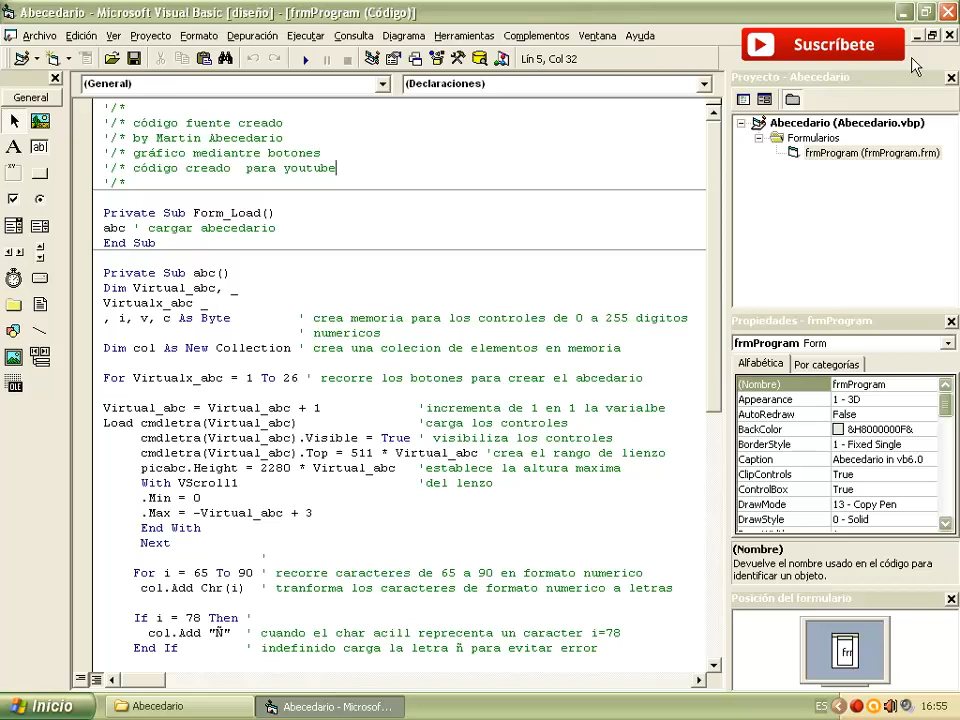 Abecedario - Microsoft Visual Basic [diseño] - [frmProgram (Código)]
Archivo Edición Ver Proyecto Formato Depuración Ejecutar Consulta Diagrama Herramientas Complementos Ventana Ayuda
Suscríbete
Lín 5, Col 32
General
(General) (Declaraciones)
'/*
'/* código fuente creado
'/* by Martin Abecedario
'/* gráfico mediantre botones
'/* código creado  para youtube
'/*
Private Sub Form_Load()
abc ' cargar abecedario
End Sub
Private Sub abc()
Dim Virtual_abc, _
Virtualx_abc _
, i, v, c As Byte ' crea memoria para los controles de 0 a 255 digitos
' numericos
Dim col As New Collection ' crea una colecion de elementos en memoria
For Virtualx_abc = 1 To 26 ' recorre los botones para crear el abcedario
Virtual_abc = Virtual_abc + 1 'incrementa de 1 en 1 la varialbe
Load cmdletra(Virtual_abc) 'carga los controles
cmdletra(Virtual_abc).Visible = True ' visibiliza los controles
cmdletra(Virtual_abc).Top = 511 * Virtual_abc 'crea el rango de lienzo
picabc.Height = 2280 * Virtual_abc 'establece la altura maxima
With VScroll1 'del lenzo
.Min = 0
.Max = -Virtual_abc + 3
End With
Next
'
For i = 65 To 90 ' recorre caracteres de 65 a 90 en formato numerico
col.Add Chr(i) ' tranforma los caracteres de formato numerico a letras
If i = 78 Then '
col.Add "Ñ" ' cuando el char acill reprecenta un caracter i=78
End If ' indefinido carga la letra ñ para evitar error
Proyecto - Abecedario
Abecedario (Abecedario.vbp)
Formularios
frmProgram (frmProgram.frm)
Propiedades - frmProgram
frmProgram Form
Alfabética Por categorías
(Nombre) frmProgram
Appearance 1 - 3D
AutoRedraw False
BackColor &H8000000F&
BorderStyle 1 - Fixed Single
Caption Abecedario in vb6.0
ClipControls True
ControlBox True
DrawMode 13 - Copy Pen
DrawStyle 0 - Solid
(Nombre)
Devuelve el nombre usado en el código para
identificar un objeto.
Posición del formulario
frr
Inicio Abecedario Abecedario - Microsof... ES 16:55